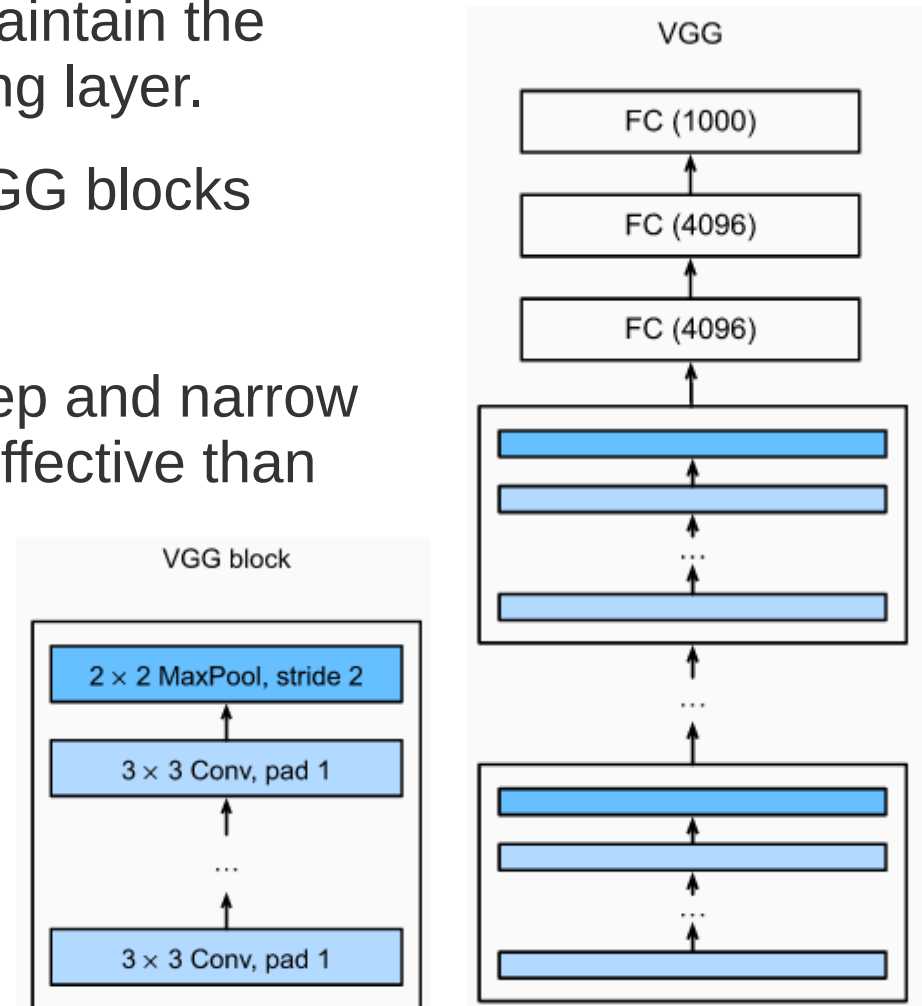 aintain the
ng layer.
GG blocks
ep and narrow
ffective than
VGG block
2 × 2 MaxPool, stride 2
3 × 3 Conv, pad 1
...
3 × 3 Conv, pad 1
VGG
FC (1000)
FC (4096)
FC (4096)
...
...
...